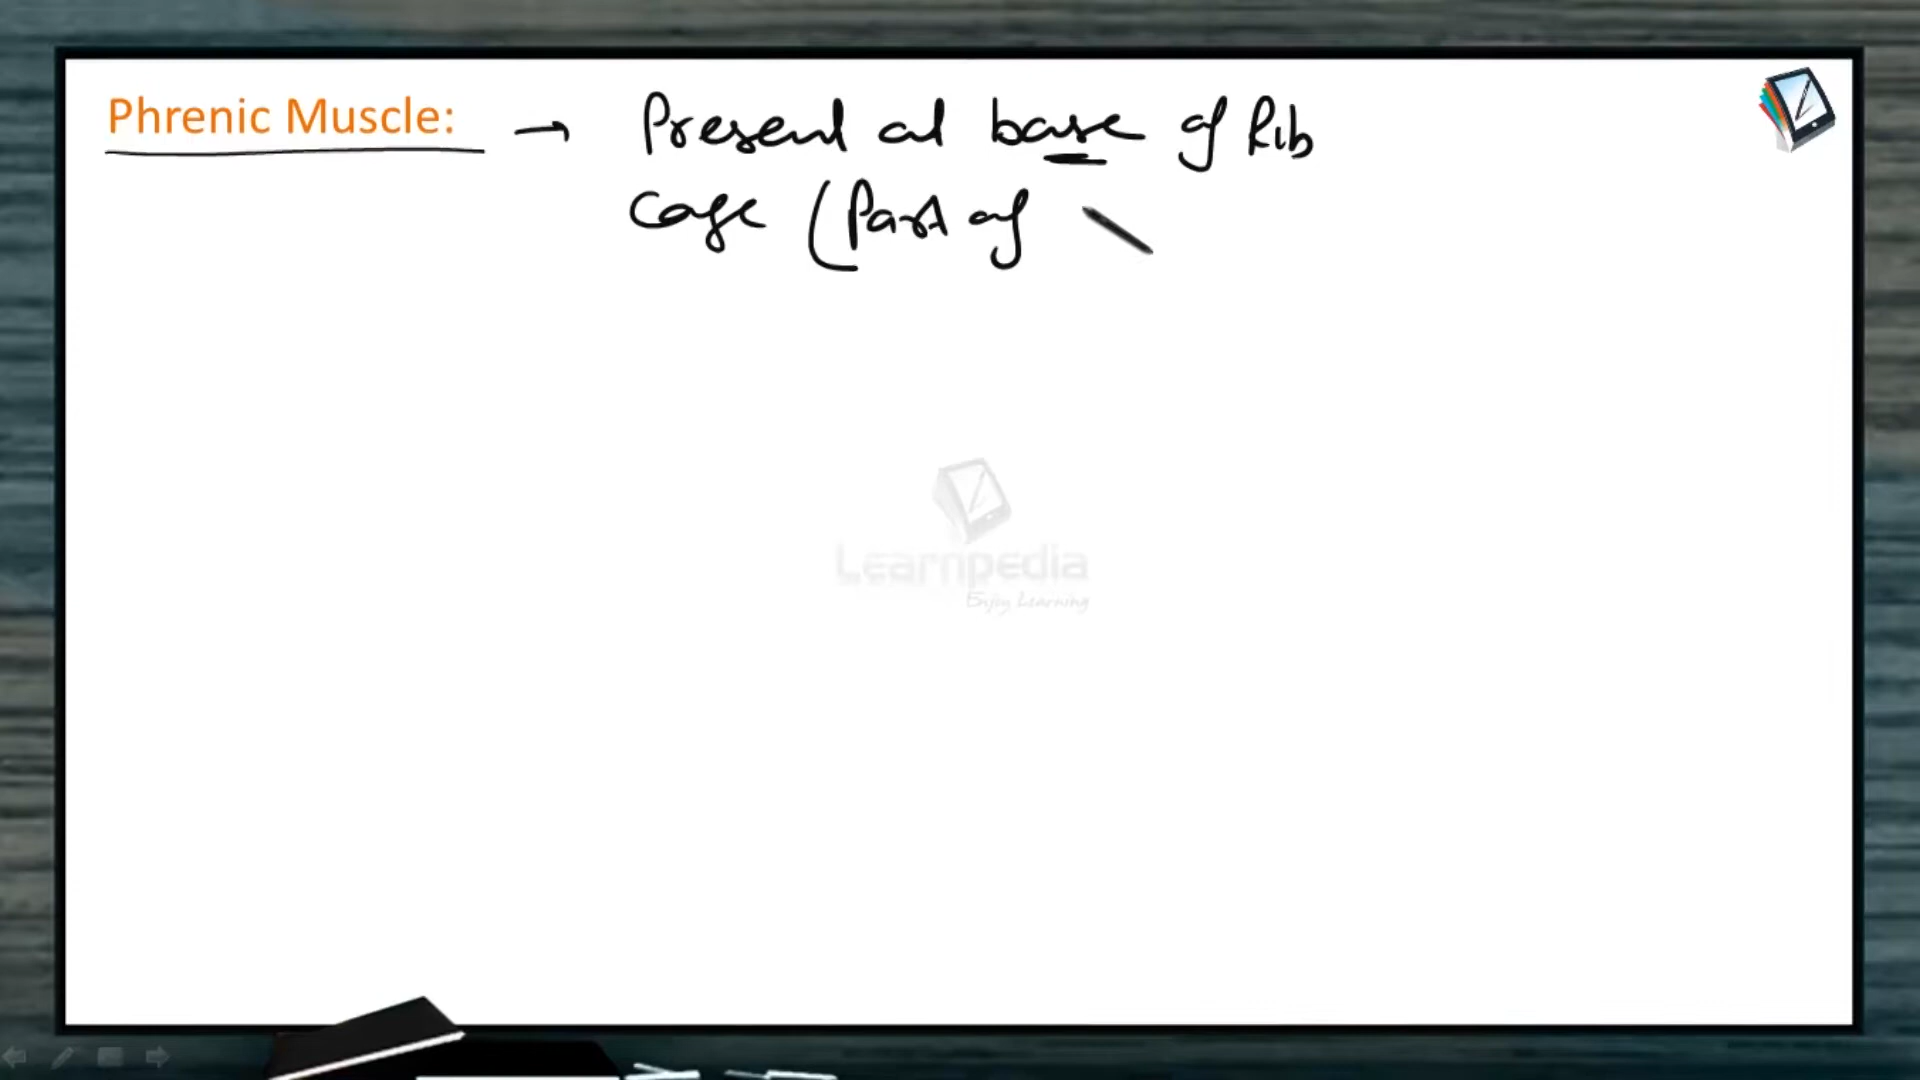 Phrenic Muscle: → Present at base of Rib
Cage (Part of
Learnpedia
Enjoy Learning